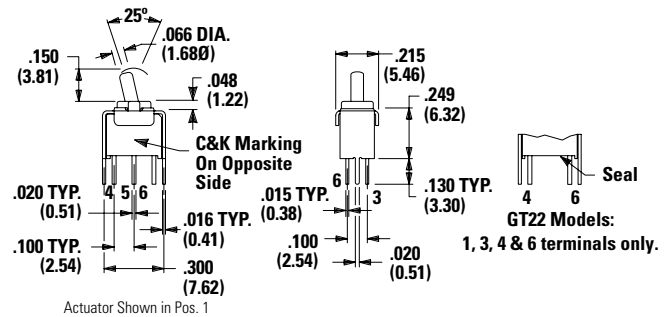 25º
.066 DIA.
(1.68Ø)
.150
(3.81)
.048
(1.22)
C&K Marking
On Opposite
Side
.020 TYP.
(0.51)
4 5 6
.016 TYP.
(0.41)
.100 TYP.
(2.54)
.300
(7.62)
Actuator Shown in Pos. 1
.215
(5.46)
.249
(6.32)
6
3
.130 TYP.
(3.30)
.015 TYP.
(0.38)
.100
(2.54)
.020
(0.51)
Seal
4 6
GT22 Models:
1, 3, 4 & 6 terminals only.